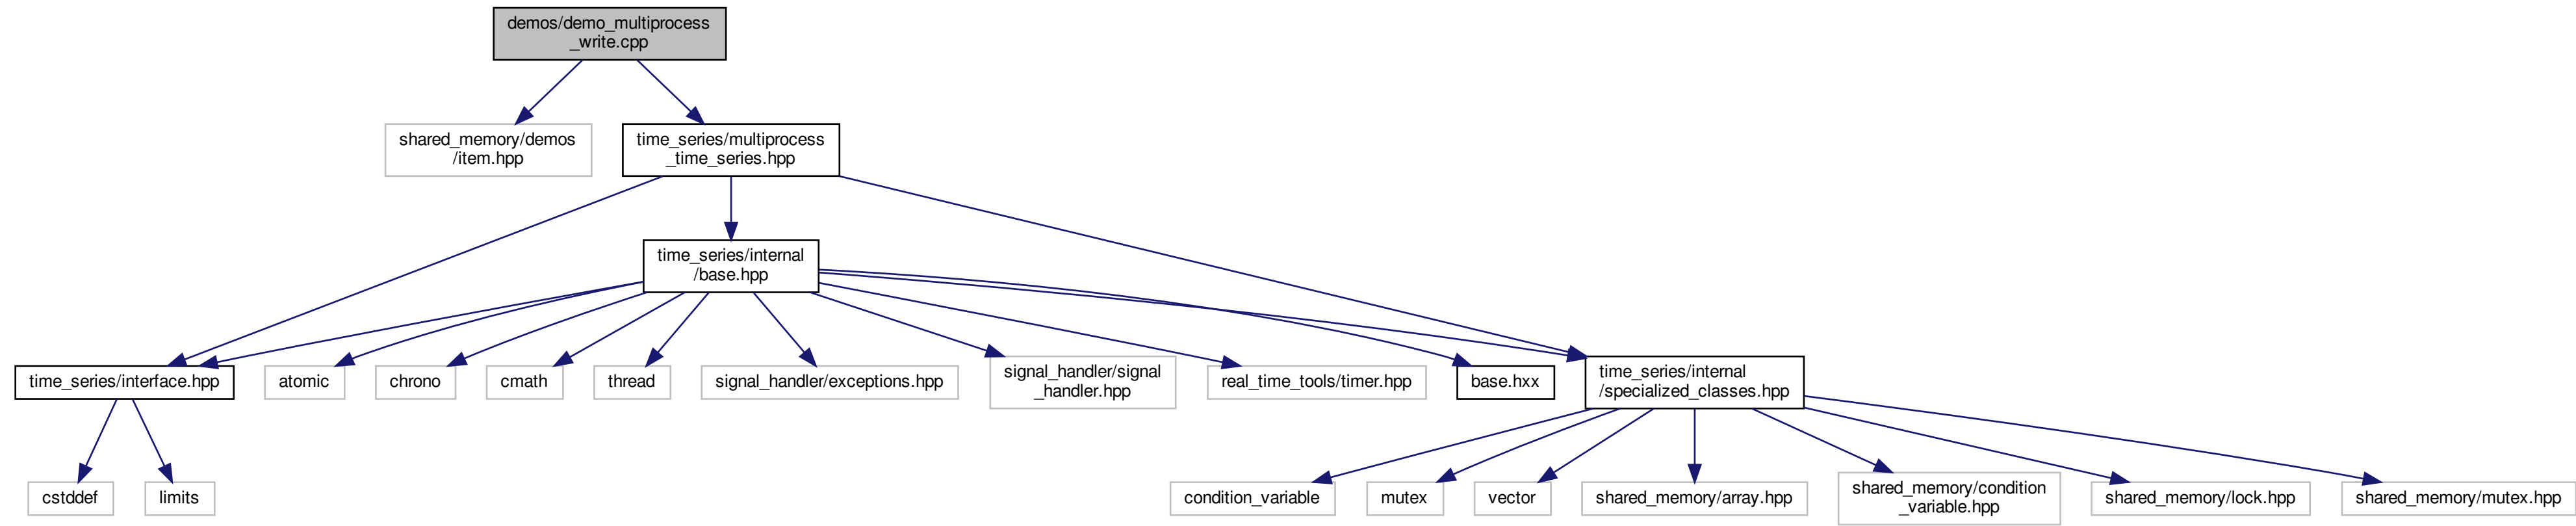 demos/demo_multiprocess
_write.cpp
shared_memory/demos
/item.hpp
time_series/multiprocess
_time_series.hpp
time_series/internal
/base.hpp
time_series/interface.hpp
atomic
chrono
cmath
thread
signal_handler/exceptions.hpp
signal_handler/signal
_handler.hpp
real_time_tools/timer.hpp
base.hxx
time_series/internal
/specialized_classes.hpp
cstddef
limits
condition_variable
mutex
vector
shared_memory/array.hpp
shared_memory/condition
_variable.hpp
shared_memory/lock.hpp
shared_memory/mutex.hpp